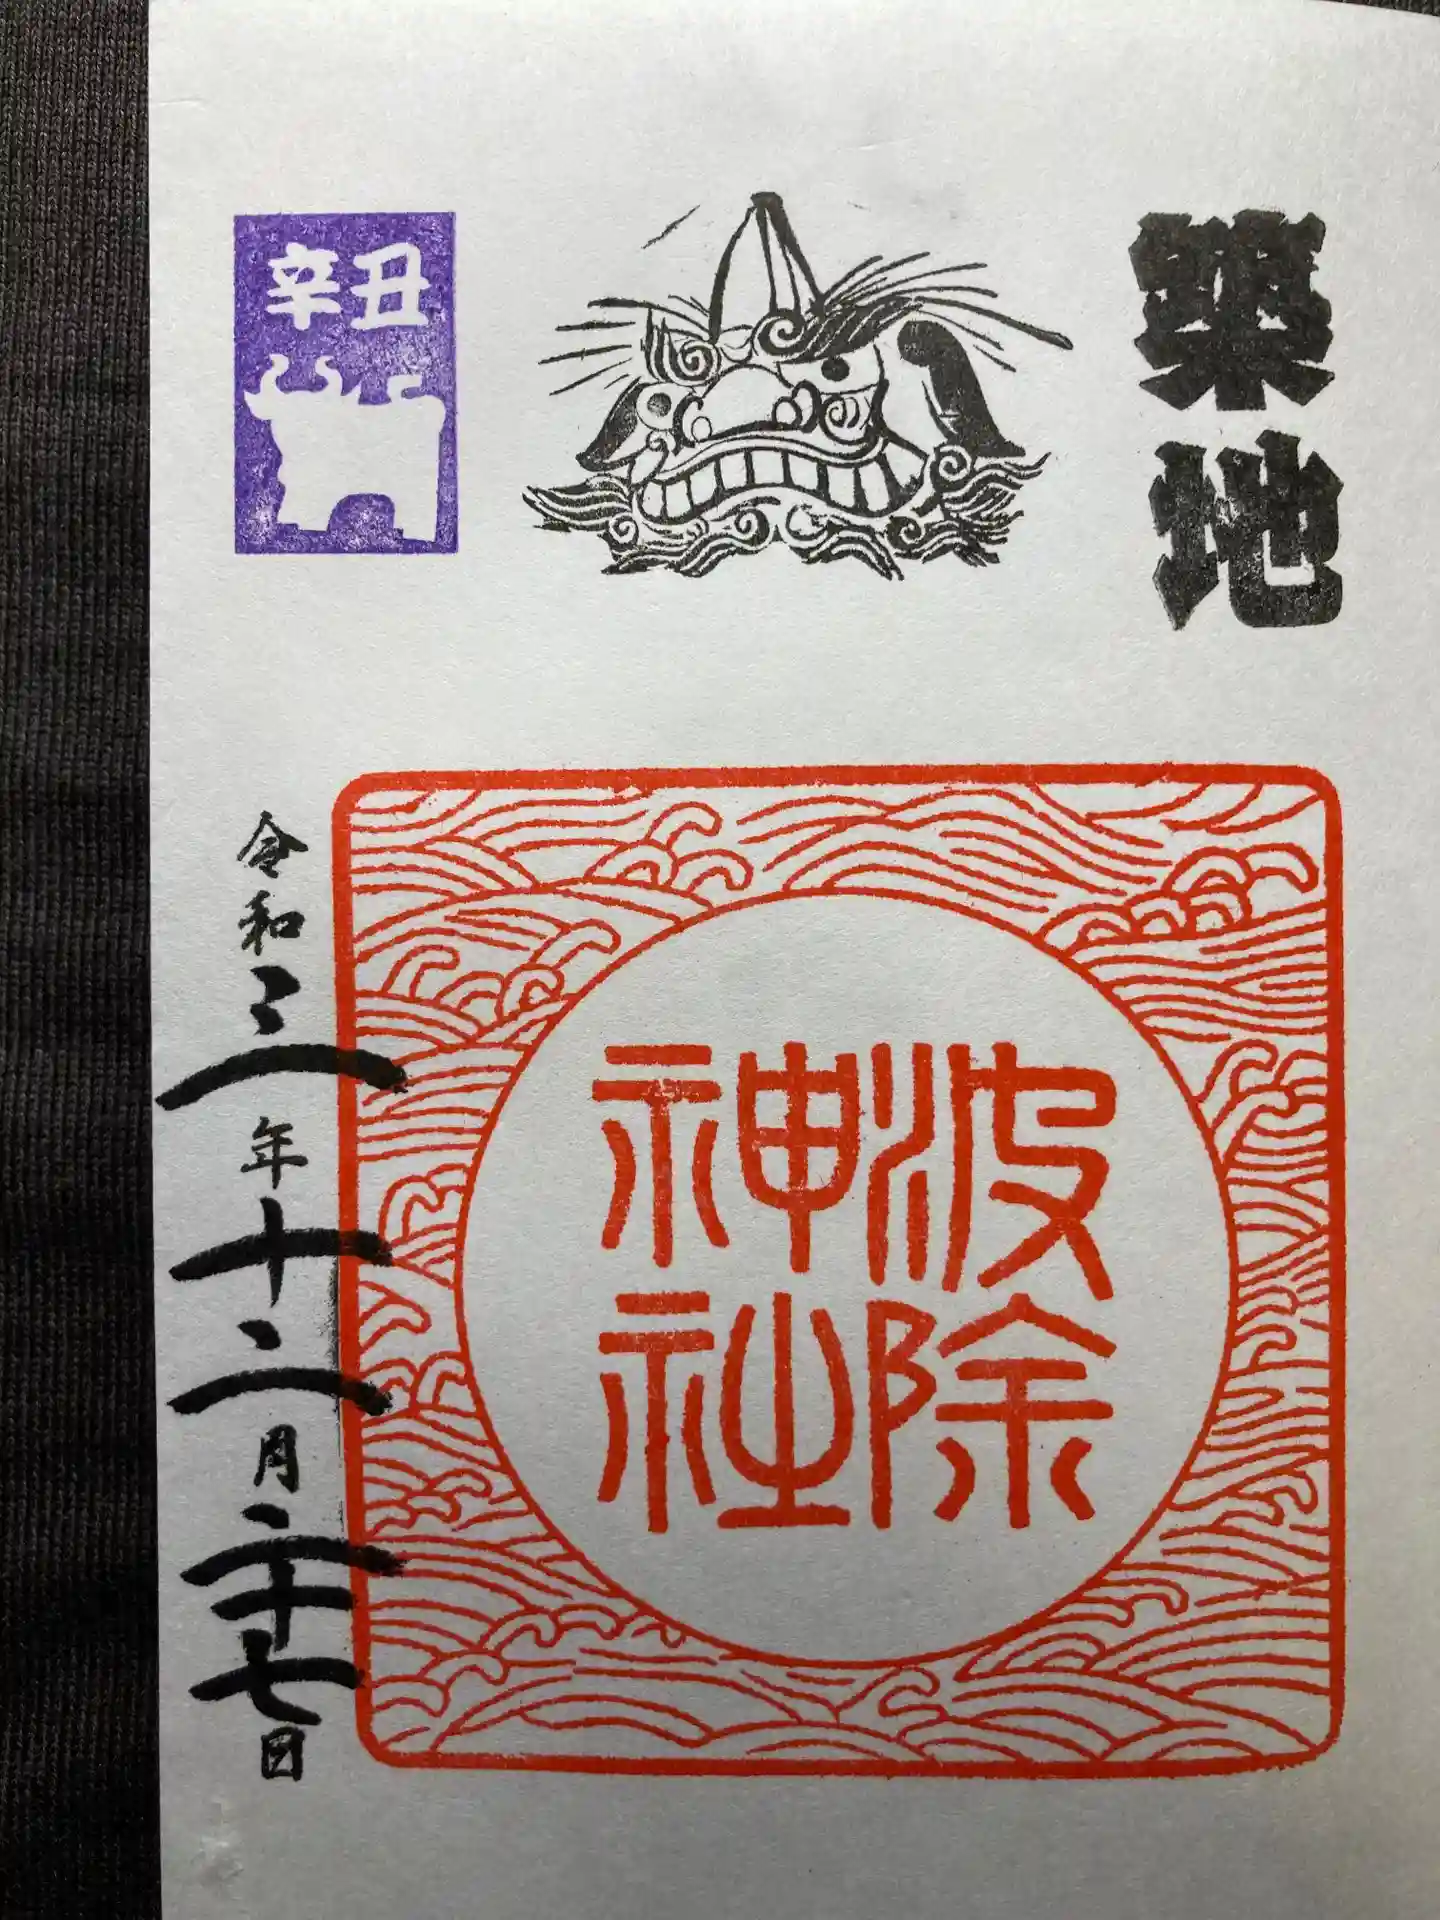 築地
辛丑
波除
神社
令和三年十二月二十七日